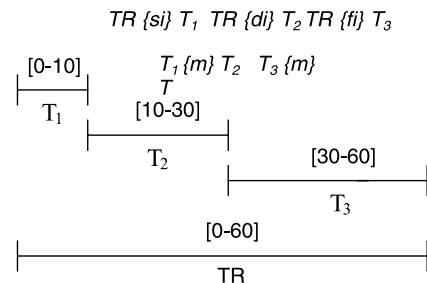 TR {si} T1 TR {di} T2 TR {fi} T3
T1 {m} T2 T3 {m}
T
[0-10]
T1
[10-30]
T2
[30-60]
T3
[0-60]
TR